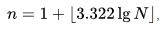 n = 1 + ⌊3.322 lg N⌋,